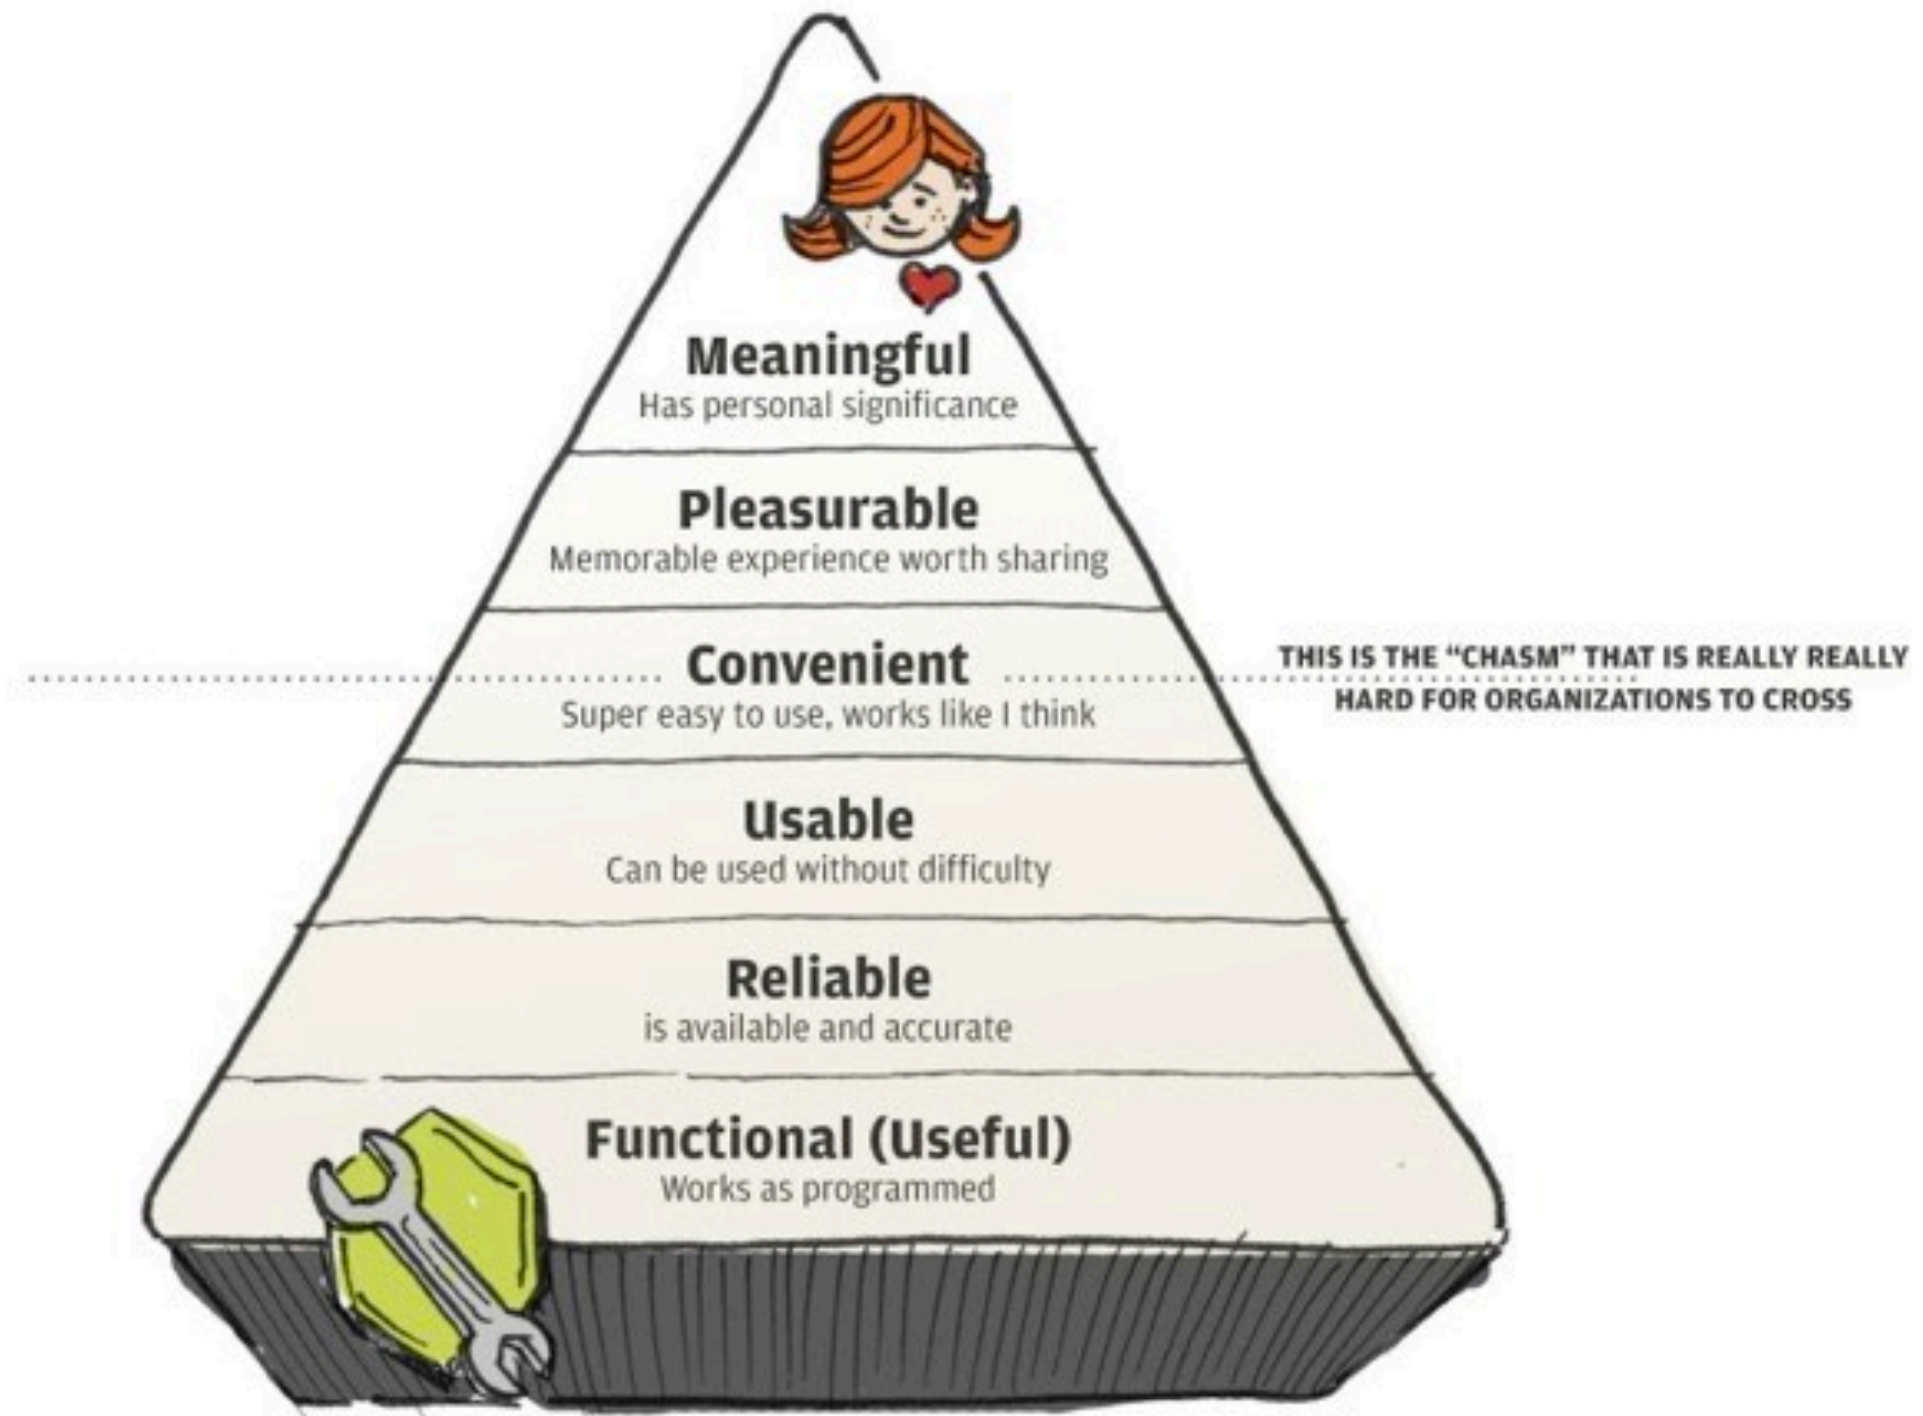 Meaningful
Has personal significance
Pleasurable
Memorable experience worth sharing
Convenient
Super easy to use, works like I think
THIS IS THE “CHASM” THAT IS REALLY REALLY
HARD FOR ORGANIZATIONS TO CROSS
Usable
Can be used without difficulty
Reliable
is available and accurate
Functional (Useful)
Works as programmed